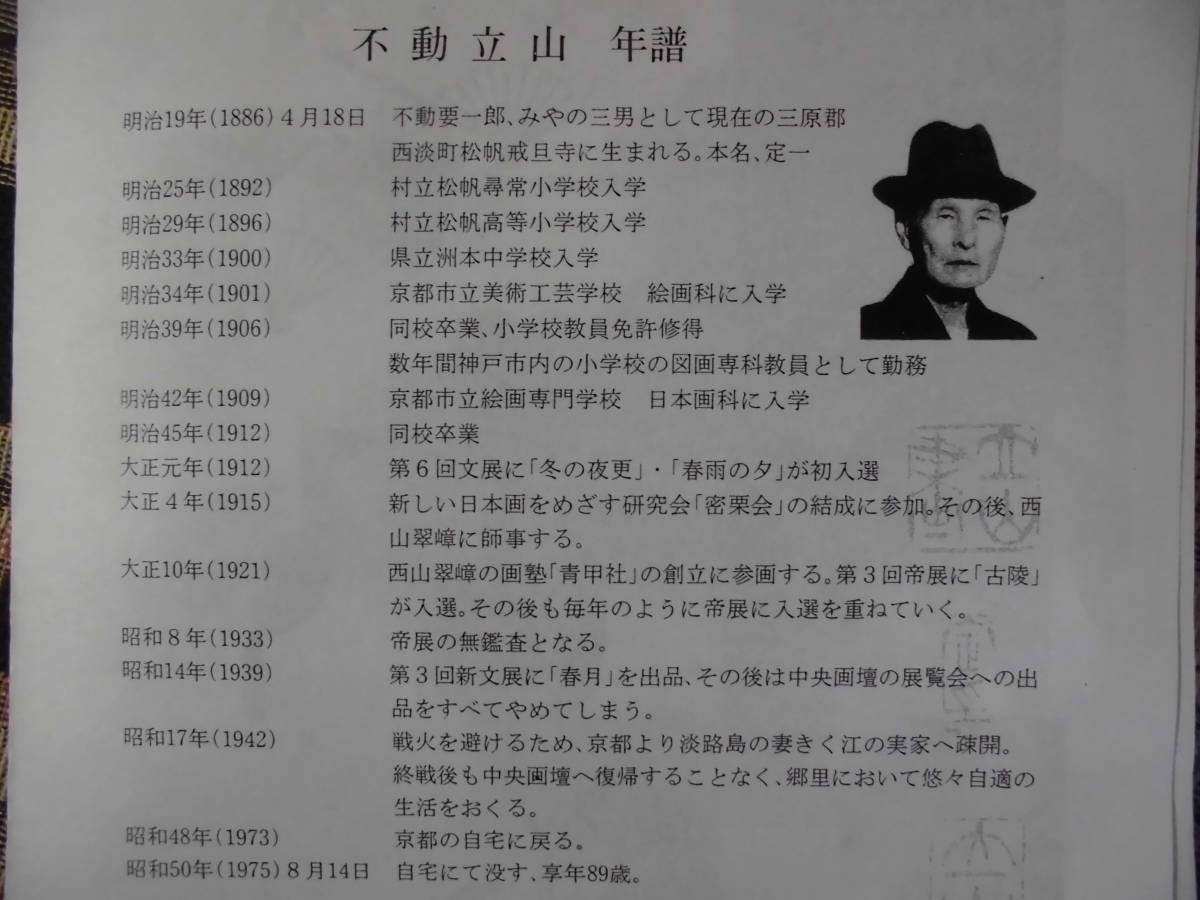 不動立山 年譜
明治19年(1886)4月18日 不動要一郎、みやの三男として現在の三原郡
西淡町松帆戒旦寺に生まれる。本名、定一
明治25年(1892) 村立松帆尋常小学校入学
明治29年(1896) 村立松帆高等小学校入学
明治33年(1900) 県立洲本中学校入学
明治34年(1901) 京都市立美術工芸学校 絵画科に入学
明治39年(1906) 同校卒業、小学校教員免許修得
数年間神戸市内の小学校の図画専科教員として勤務
明治42年(1909) 京都市立絵画専門学校 日本画科に入学
明治45年(1912) 同校卒業
大正元年(1912) 第6回文展に「冬の夜更」・「春雨の夕」が初入選
大正4年(1915) 新しい日本画をめざす研究会「密栗会」の結成に参加。その後、西
山翠嶂に師事する。
大正10年(1921) 西山翠嶂の画塾「青甲社」の創立に参画する。第3回帝展に「古陵」
が入選。その後も毎年のように帝展に入選を重ねていく。
昭和8年(1933) 帝展の無鑑査となる。
昭和14年(1939) 第3回新文展に「春月」を出品、その後は中央画壇の展覧会への出
品をすべてやめてしまう。
昭和17年(1942) 戦火を避けるため、京都より淡路島の妻きく江の実家へ疎開。
終戦後も中央画壇へ復帰することなく、郷里において悠々自適の
生活をおくる。
昭和48年(1973) 京都の自宅に戻る。
昭和50年(1975)8月14日 自宅にて没す、享年89歳。